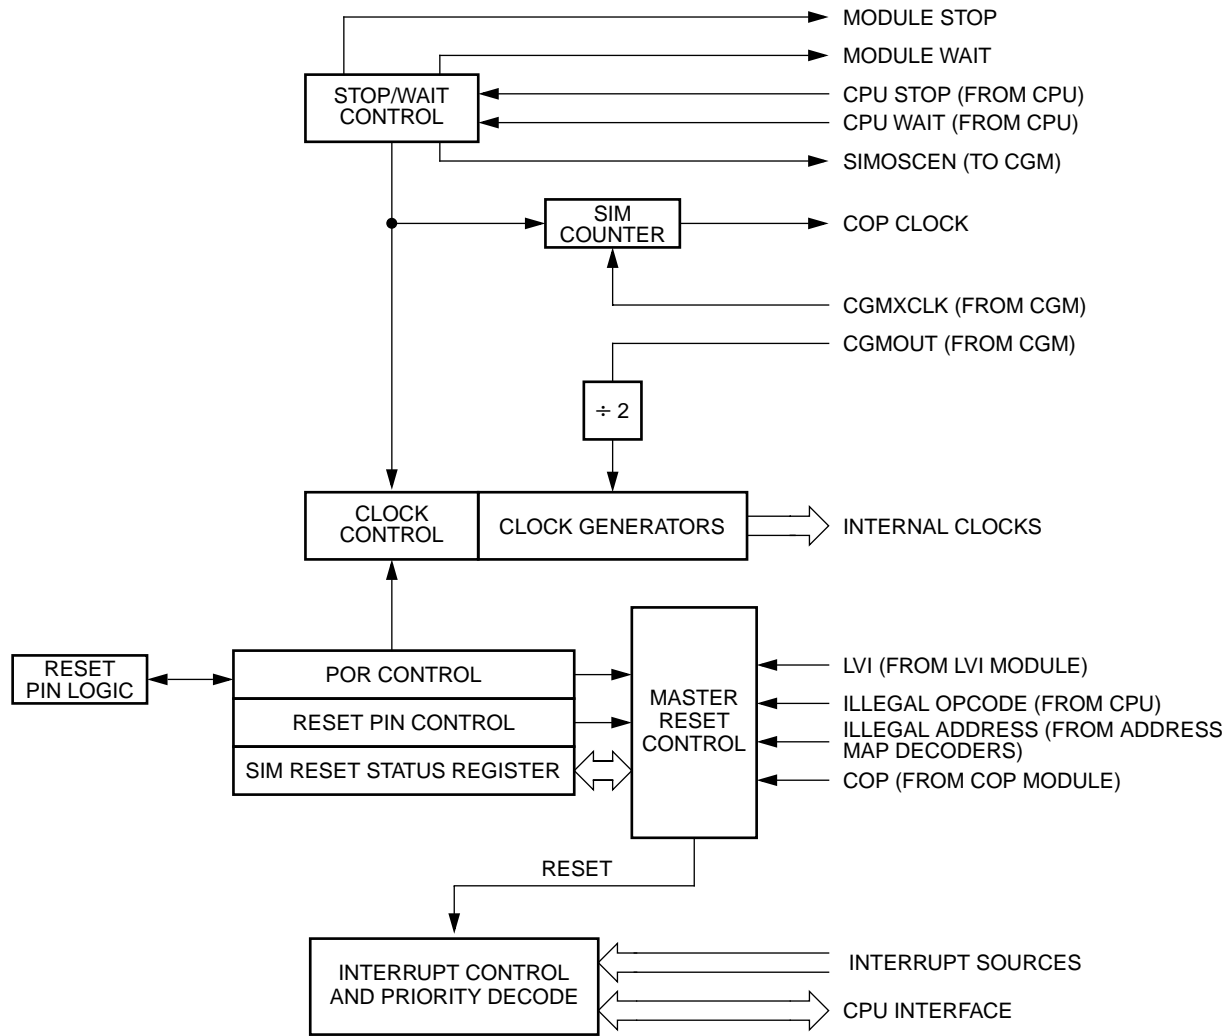 MODULE STOP
MODULE WAIT
STOP/WAIT
CONTROL
CPU STOP (FROM CPU)
CPU WAIT (FROM CPU)
SIMOSCEN (TO CGM)
SIM
COUNTER
COP CLOCK
CGMXCLK (FROM CGM)
CGMOUT (FROM CGM)
÷ 2
CLOCK
CONTROL
CLOCK GENERATORS
INTERNAL CLOCKS
RESET
PIN LOGIC
POR CONTROL
RESET PIN CONTROL
SIM RESET STATUS REGISTER
MASTER
RESET
CONTROL
LVI (FROM LVI MODULE)
ILLEGAL OPCODE (FROM CPU)
ILLEGAL ADDRESS (FROM ADDRESS
MAP DECODERS)
COP (FROM COP MODULE)
RESET
INTERRUPT CONTROL
AND PRIORITY DECODE
INTERRUPT SOURCES
CPU INTERFACE